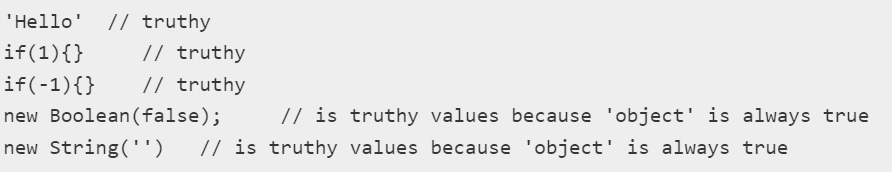 'Hello'  // truthy
if(1){}     // truthy
if(-1){}    // truthy
new Boolean(false);     // is truthy values because 'object' is always true
new String('')   // is truthy values because 'object' is always true